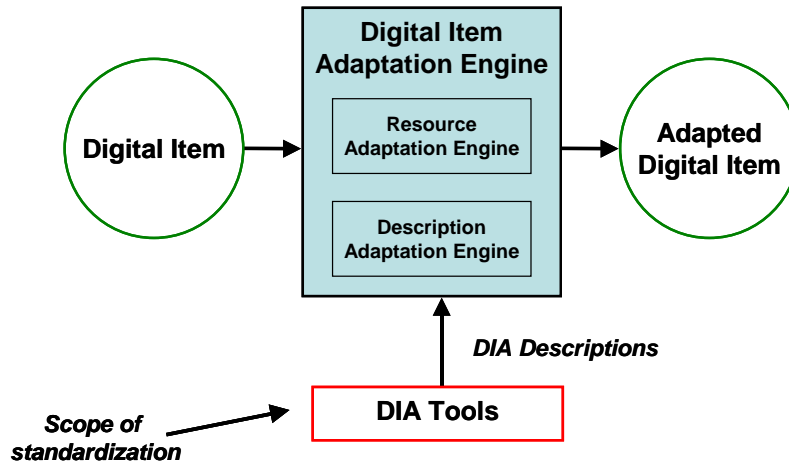 Digital Item
Adaptation Engine
Resource
Adaptation Engine
Digital Item
Adapted
Digital Item
Description
Adaptation Engine
DIA Descriptions
DIA Tools
Scope of
standardization